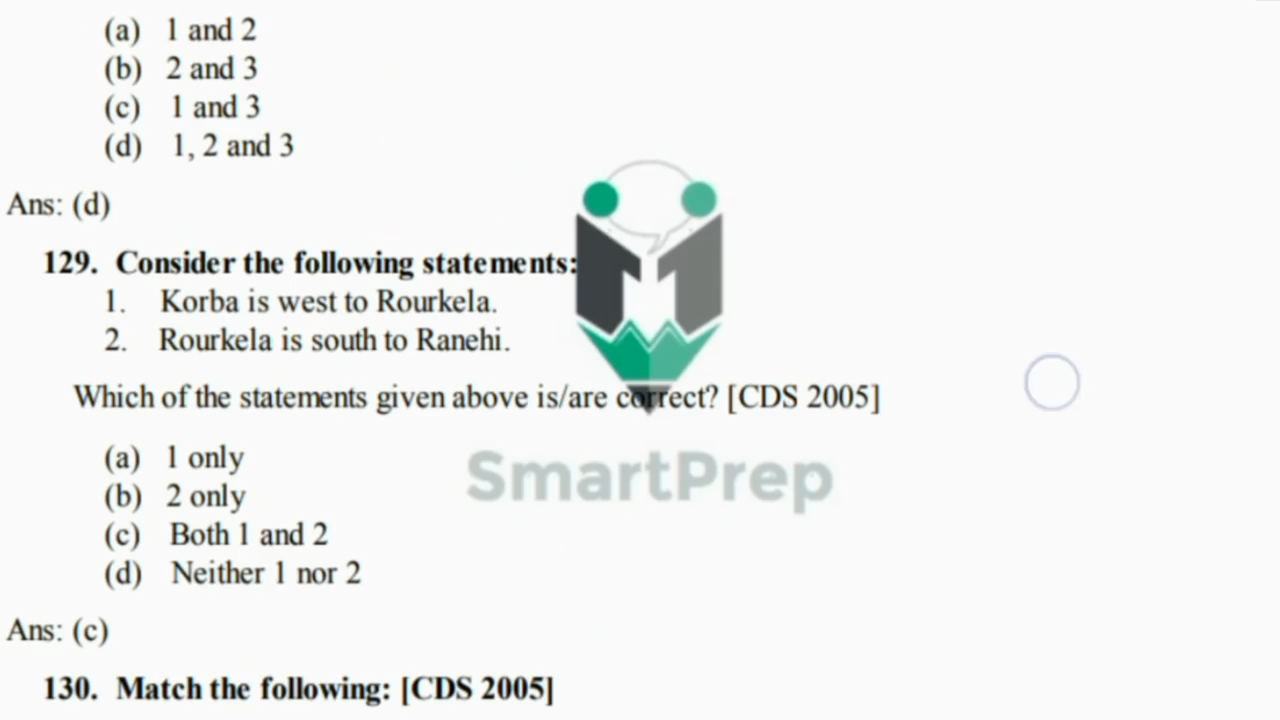 (a) 1 and 2
(b) 2 and 3
(c) 1 and 3
(d) 1, 2 and 3
Ans: (d)
129. Consider the following statements:
1. Korba is west to Rourkela.
2. Rourkela is south to Ranehi.
Which of the statements given above is/are correct? [CDS 2005]
(a) 1 only
(b) 2 only
(c) Both 1 and 2
(d) Neither 1 nor 2
SmartPrep
Ans: (c)
130. Match the following: [CDS 2005]